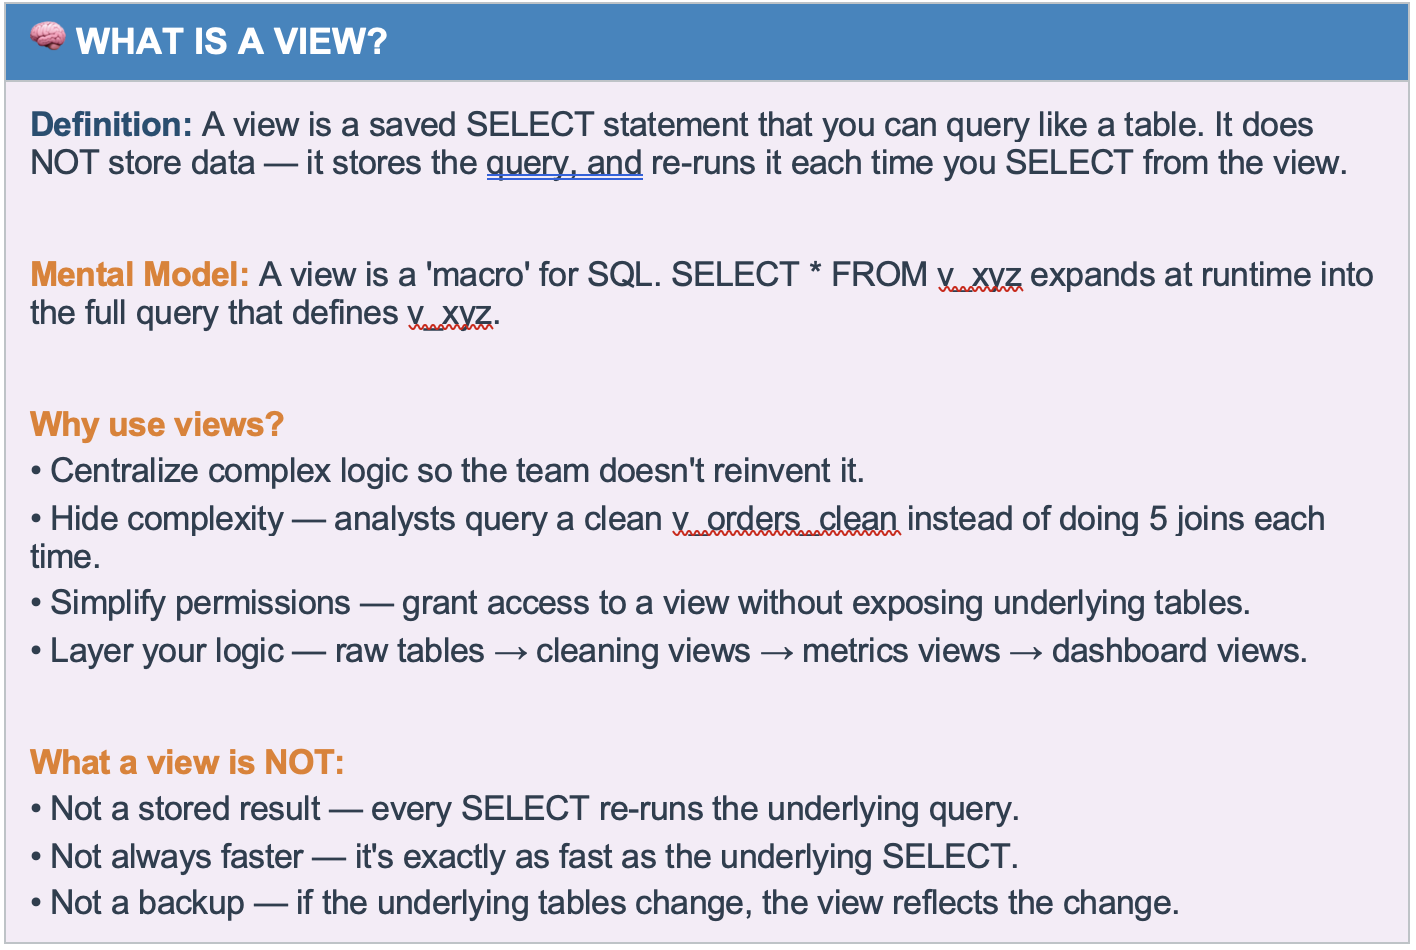 🧠 WHAT IS A VIEW?
Definition: A view is a saved SELECT statement that you can query like a table. It does
NOT store data — it stores the query, and re-runs it each time you SELECT from the view.
Mental Model: A view is a 'macro' for SQL. SELECT * FROM v_xyz expands at runtime into
the full query that defines v_xyz.
Why use views?
• Centralize complex logic so the team doesn't reinvent it.
• Hide complexity — analysts query a clean v_orders_clean instead of doing 5 joins each
time.
• Simplify permissions — grant access to a view without exposing underlying tables.
• Layer your logic — raw tables → cleaning views → metrics views → dashboard views.
What a view is NOT:
• Not a stored result — every SELECT re-runs the underlying query.
• Not always faster — it's exactly as fast as the underlying SELECT.
• Not a backup — if the underlying tables change, the view reflects the change.